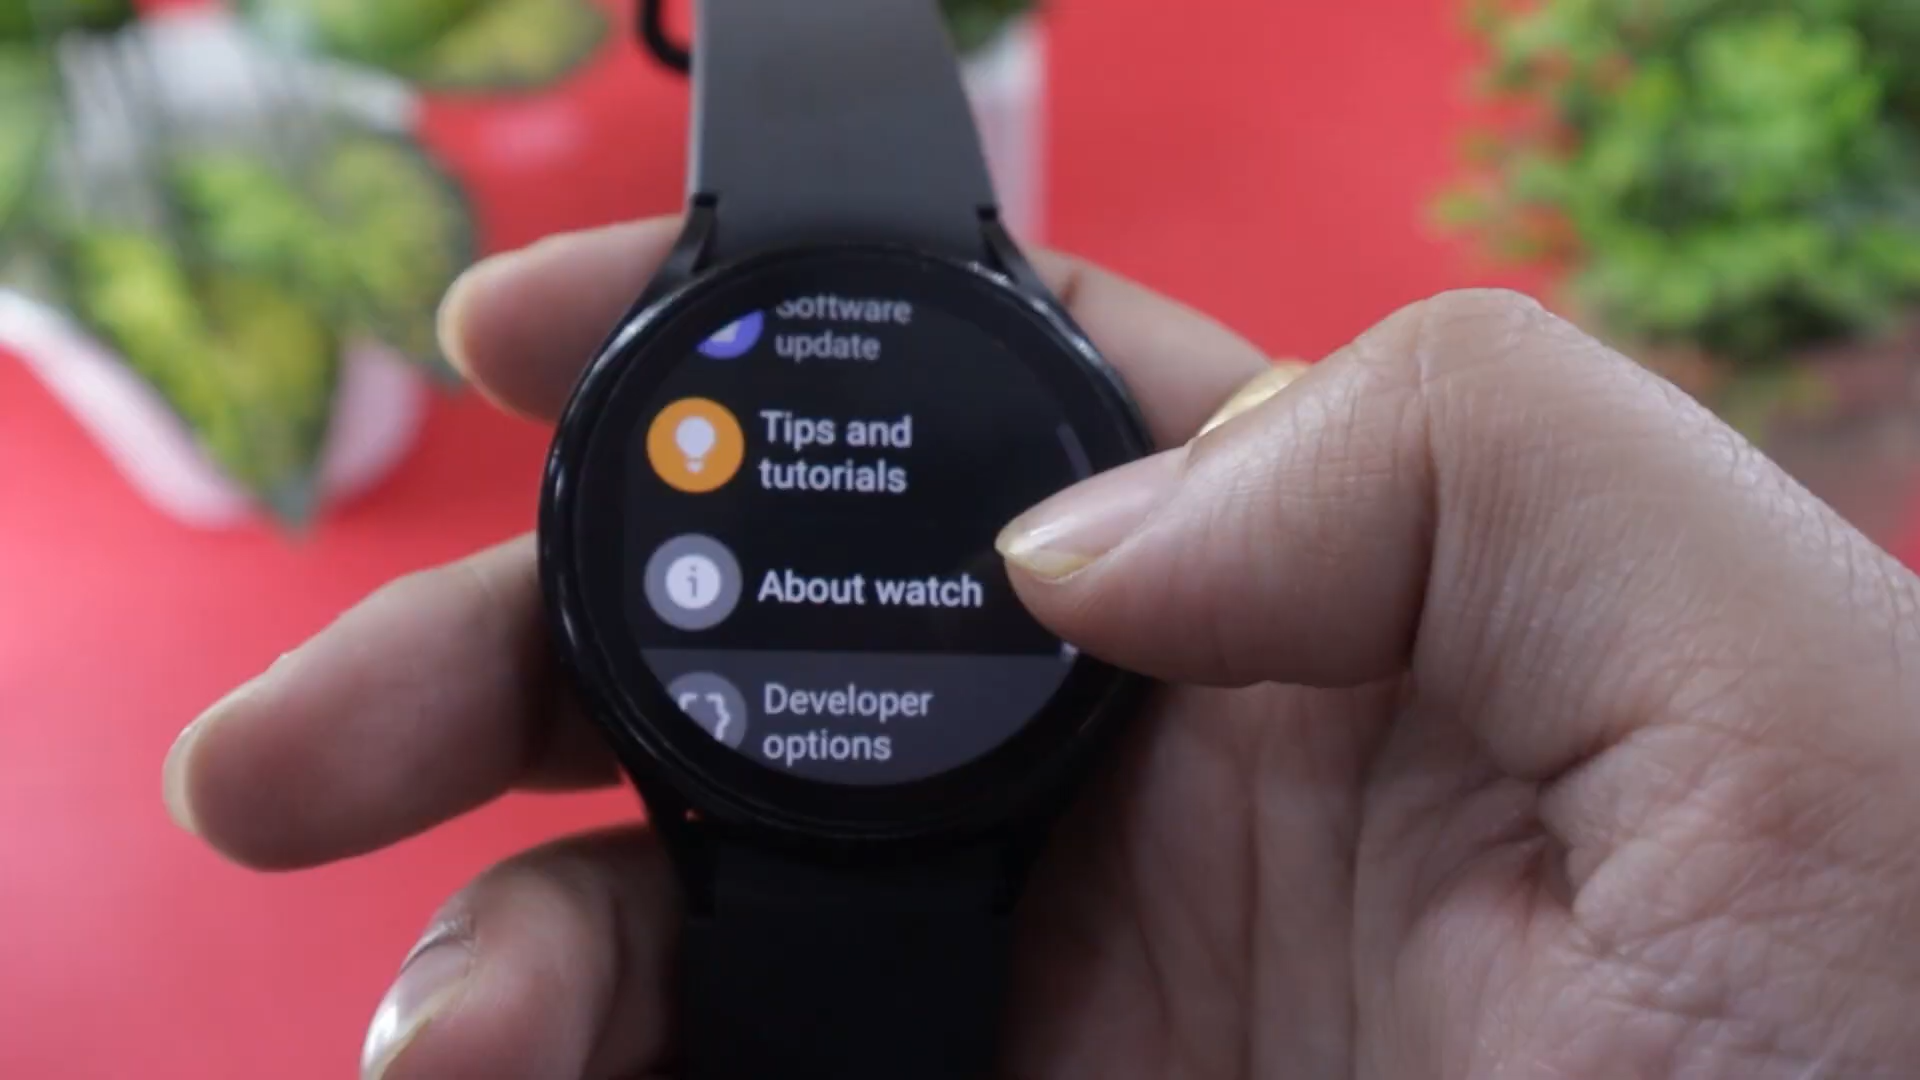 Software
update
Tips and
tutorials
About watch
Developer
options